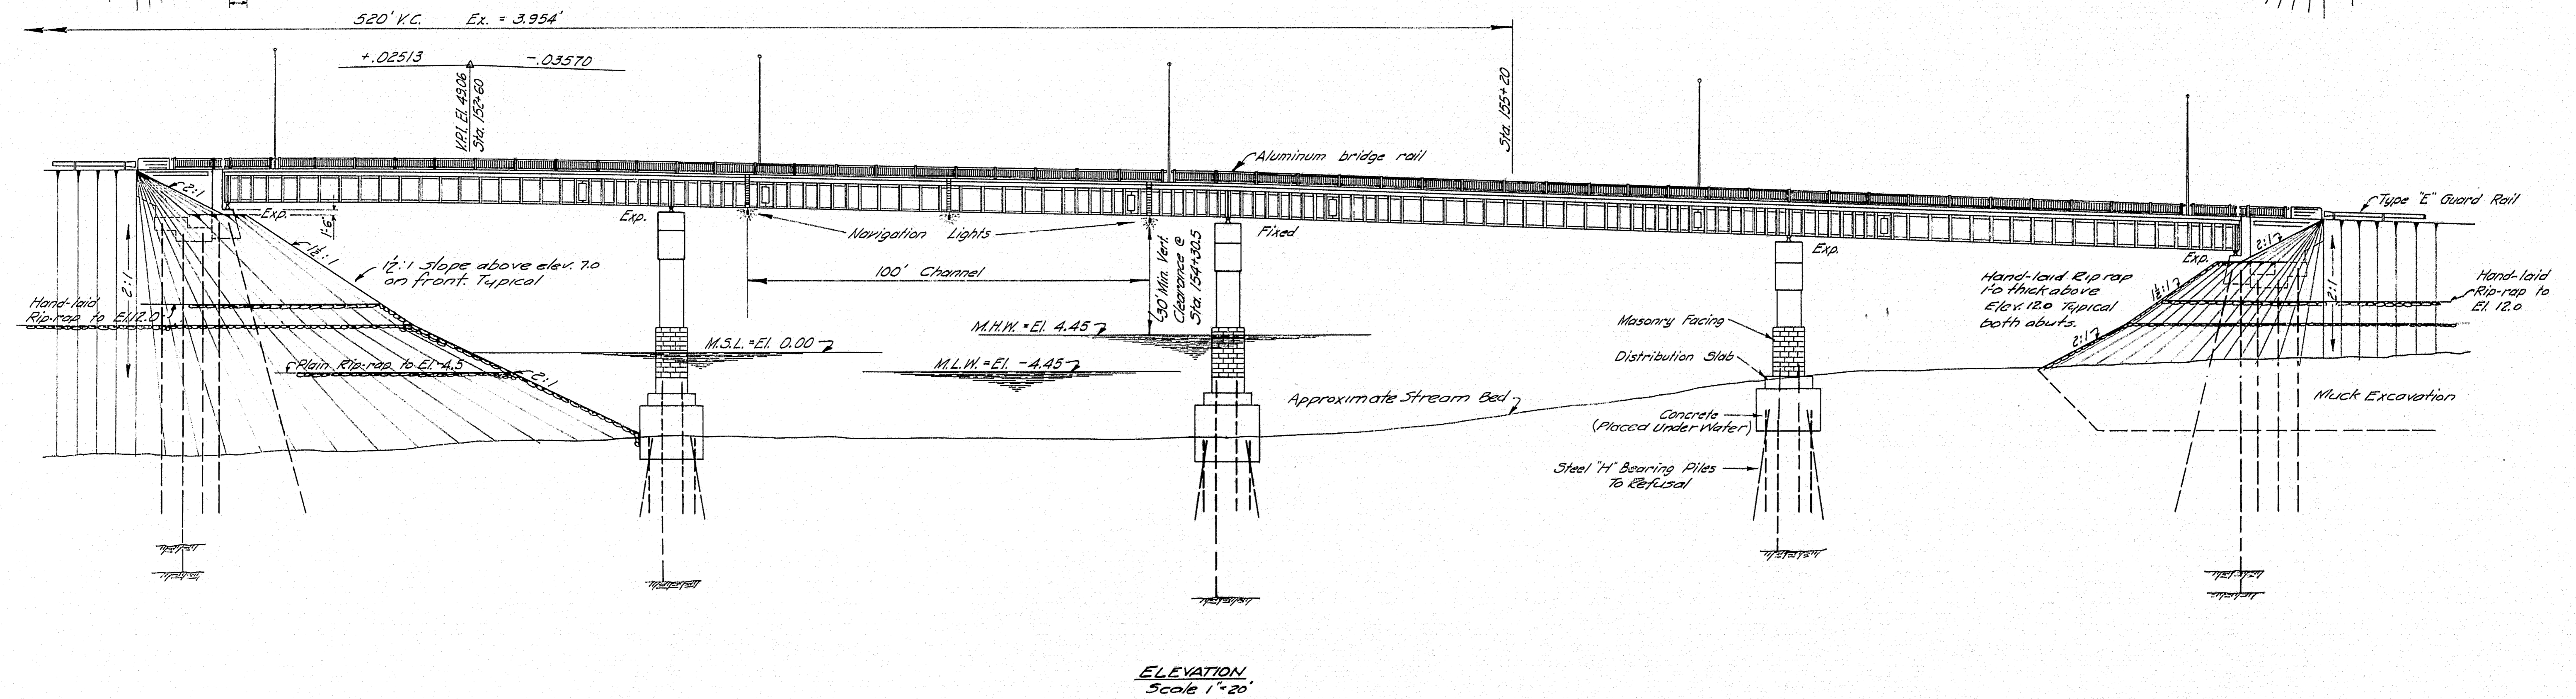 520' V.C. Ex. = 3.954'
+.02513 -.03570
V.P.I. El. 49.06
Sta. 152+60
Sta. 155+20
Aluminum bridge rail
Type "E" Guard Rail
2:1
Exp.
1'-6"
Exp.
Navigation Lights
Fixed
Exp.
Exp.
2:1
1½:1
1½:1 slope above elev. 7.0
on front. Typical
100' Channel
30' Min. Vert.
Clearance @
Sta. 154+30.5
Hand-laid Rip rap
1'-0 thick above
Elev. 12.0 Typical
both abuts.
1½:1
2:1
Hand-laid
Rip-rap to
El. 12.0
2:1
Hand-laid
Rip-rap to El. 12.0
M.H.W. = El. 4.45
M.S.L. = El. 0.00
M.L.W. = El. -4.45
Plain Rip-rap to El. -4.5
2:1
Masonry Facing
Distribution Slab
2:1
Approximate Stream Bed
Concrete
(Placed Under Water)
Muck Excavation
Steel "H" Bearing Piles
To Refusal
ELEVATION
Scale 1"=20'